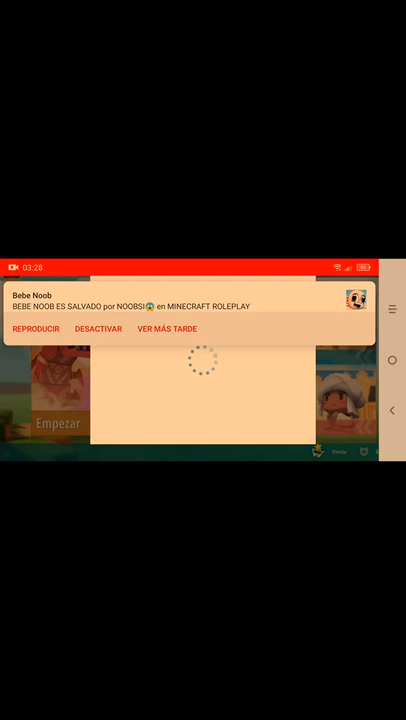 03:28
Bebe Noob
BEBE NOOB ES SALVADO por NOOBSI😱 en MINECRAFT ROLEPLAY
REPRODUCIR DESACTIVAR VER MÁS TARDE
Empezar
Tienda